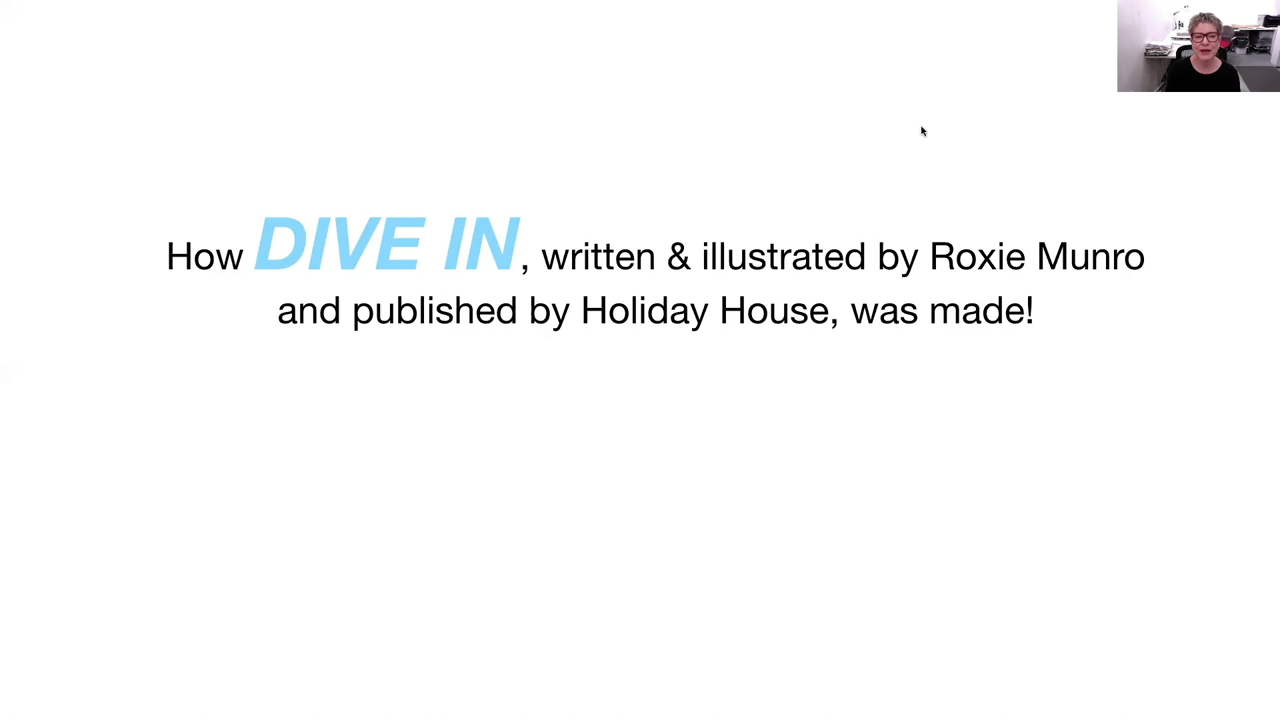 How DIVE IN, written & illustrated by Roxie Munro
and published by Holiday House, was made!